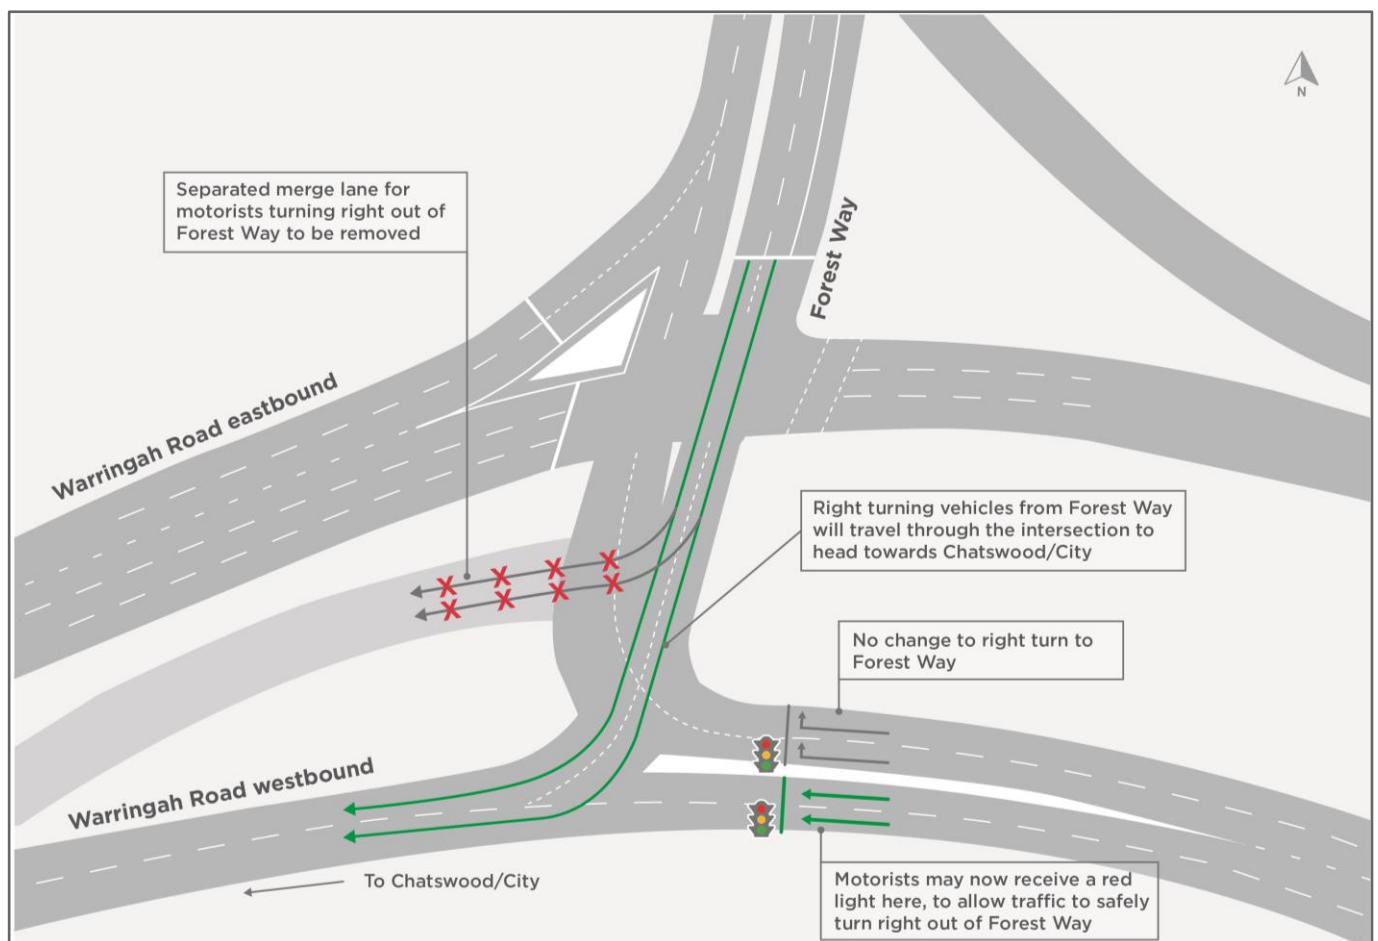 N
Separated merge lane for
motorists turning right out of
Forest Way to be removed
Forest Way
Warringah Road eastbound
Right turning vehicles from Forest Way
will travel through the intersection to
head towards Chatswood/City
No change to right turn to
Forest Way
Warringah Road westbound
To Chatswood/City
Motorists may now receive a red
light here, to allow traffic to safely
turn right out of Forest Way